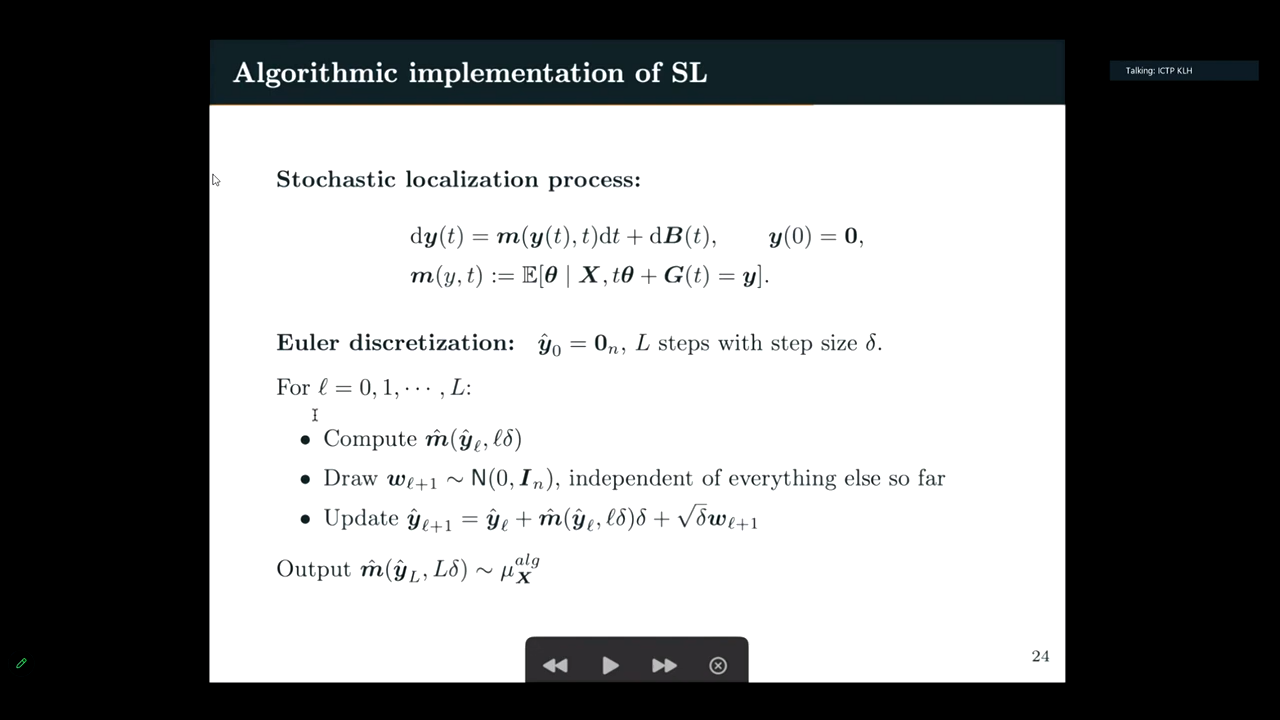 Algorithmic implementation of SL
Talking: ICTP KLH
Stochastic localization process:
d𝒚(t) = 𝒎(𝒚(t), t)dt + d𝑩(t),    𝒚(0) = 𝟎,
𝒎(y, t) := 𝔼[𝜽 | 𝑿, t𝜽 + 𝑮(t) = 𝒚].
Euler discretization: ŷ₀ = 𝟎ₙ, L steps with step size δ.
For ℓ = 0, 1, ⋯ , L:
• Compute m̂(ŷ_ℓ, ℓδ)
• Draw w_{ℓ+1} ∼ N(0, Iₙ), independent of everything else so far
• Update ŷ_{ℓ+1} = ŷ_ℓ + m̂(ŷ_ℓ, ℓδ)δ + √δw_{ℓ+1}
Output m̂(ŷ_L, Lδ) ∼ μ_X^{alg}
24